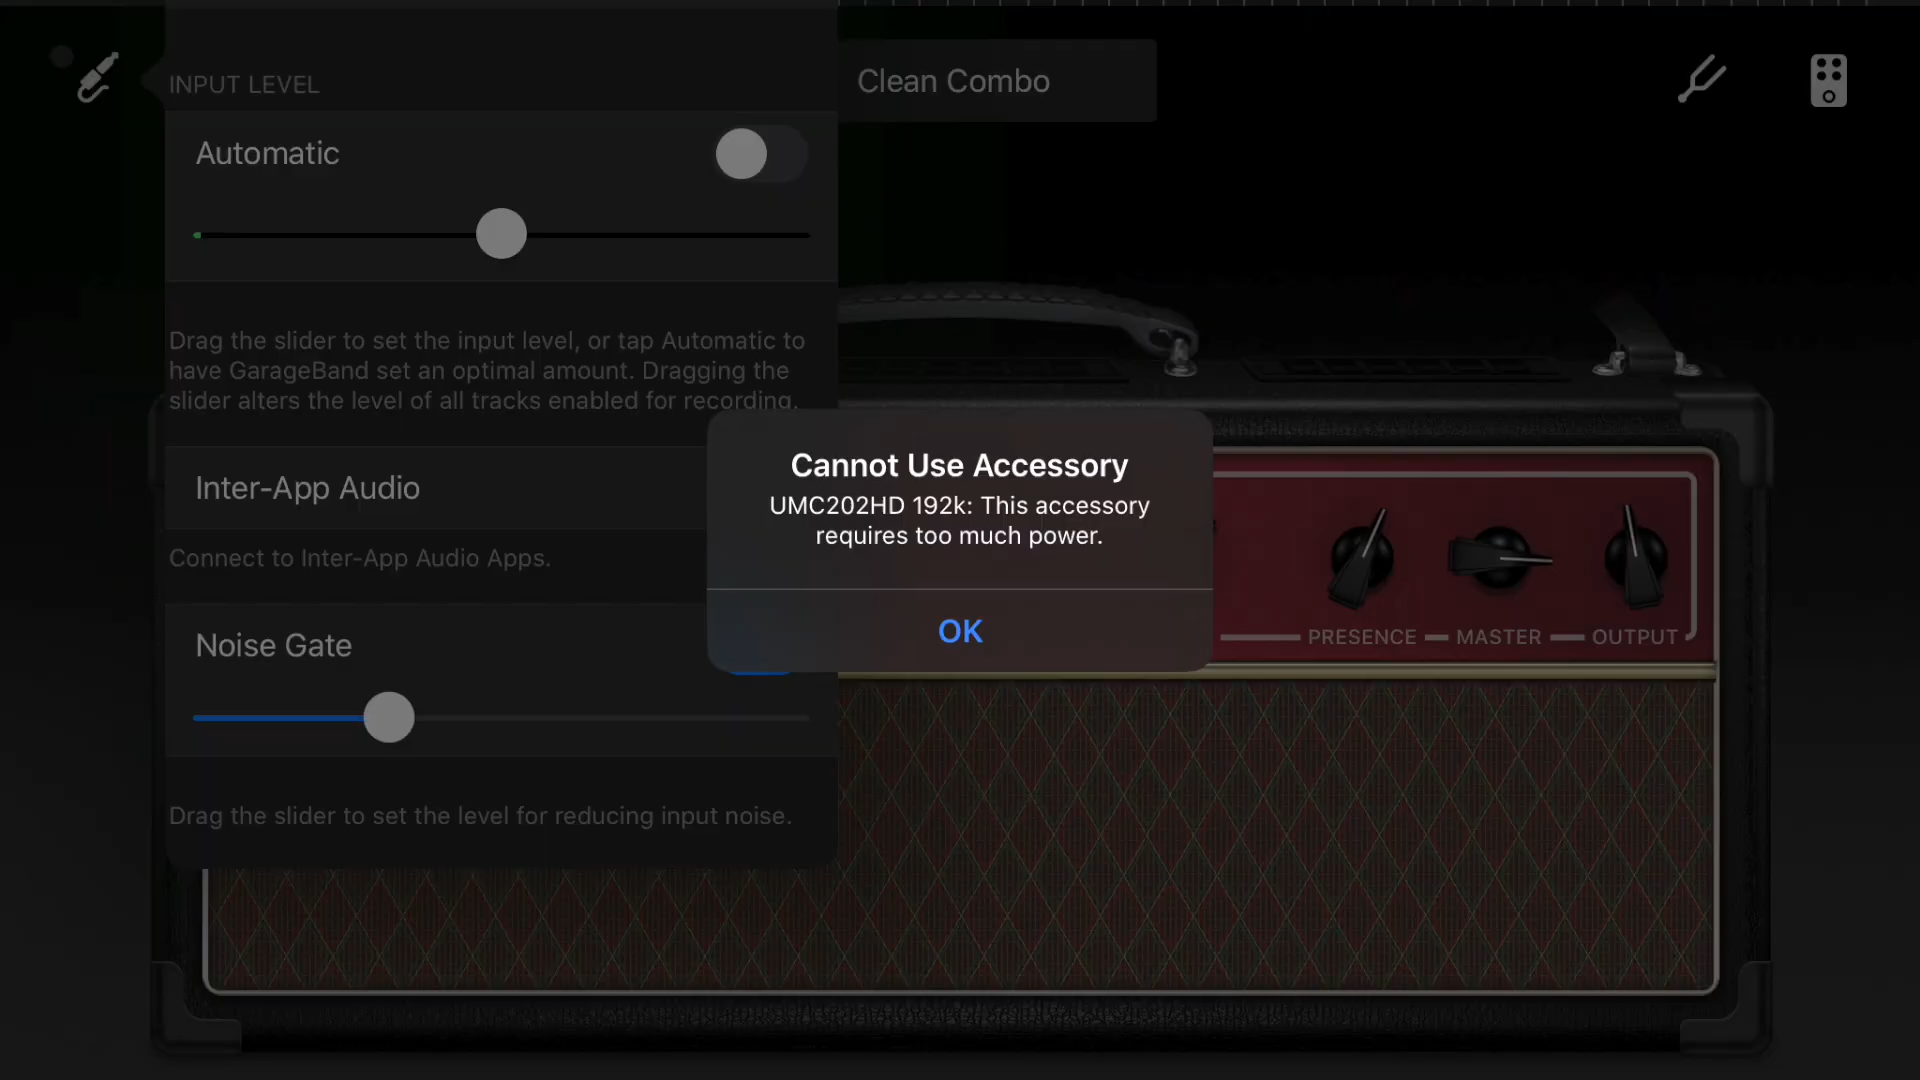 INPUT LEVEL
Clean Combo
Automatic
Drag the slider to set the input level, or tap Automatic to
have GarageBand set an optimal amount. Dragging the
slider alters the level of all tracks enabled for recording.
Cannot Use Accessory
UMC202HD 192k: This accessory
requires too much power.
OK
Inter-App Audio
Connect to Inter-App Audio Apps.
Noise Gate
Drag the slider to set the level for reducing input noise.
PRESENCE MASTER OUTPUT